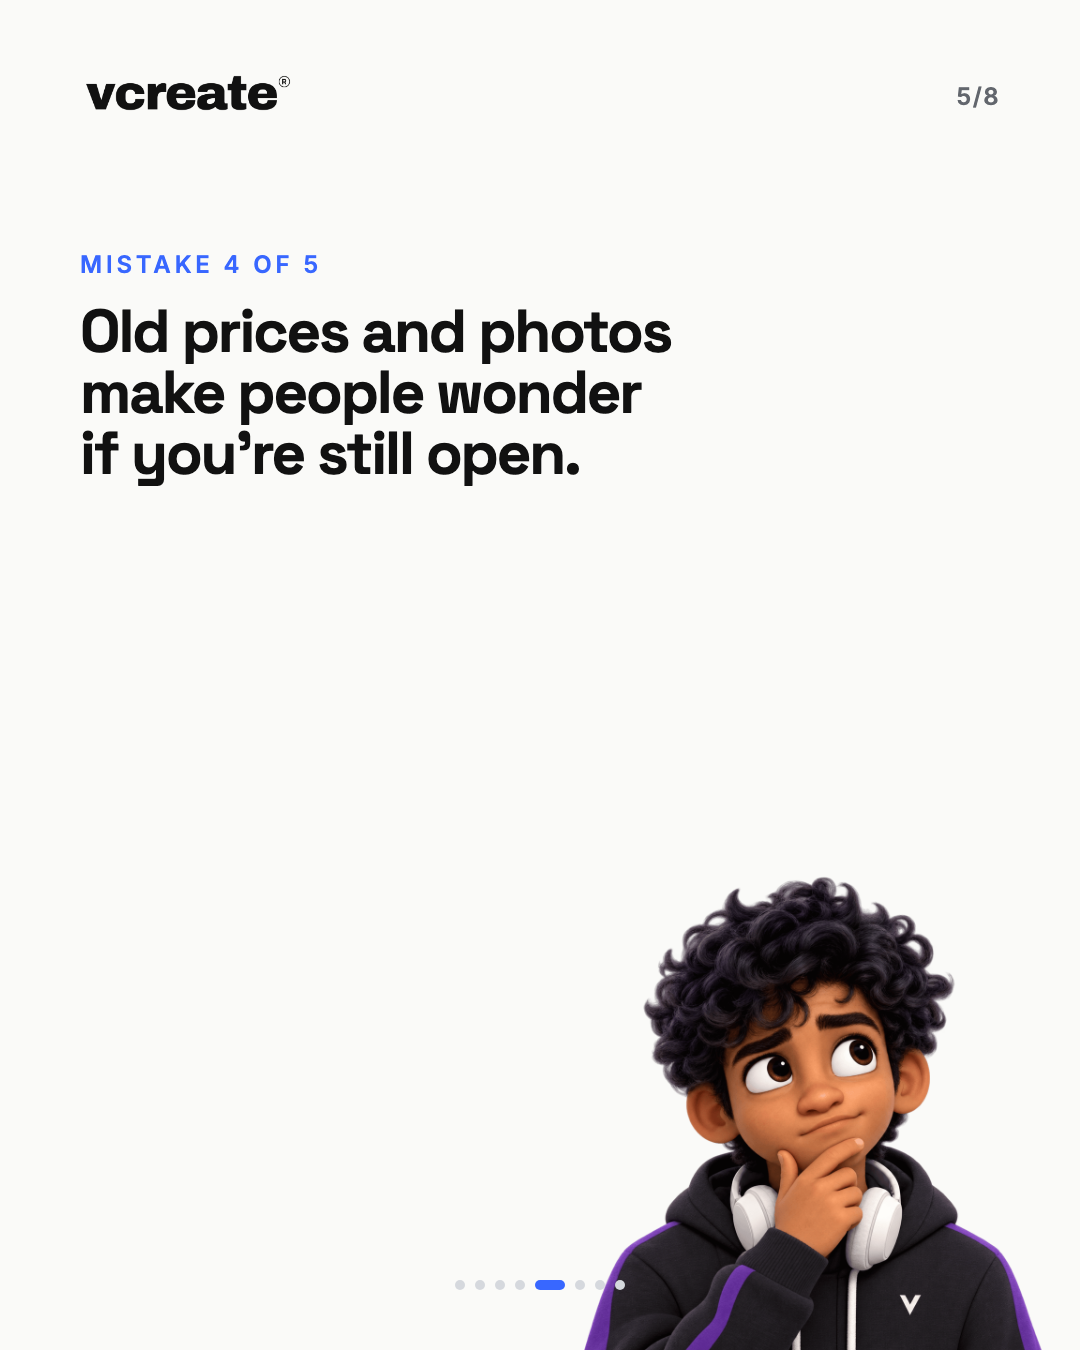 vcreate®
5/8
MISTAKE 4 OF 5
Old prices and photos
make people wonder
if you’re still open.
V